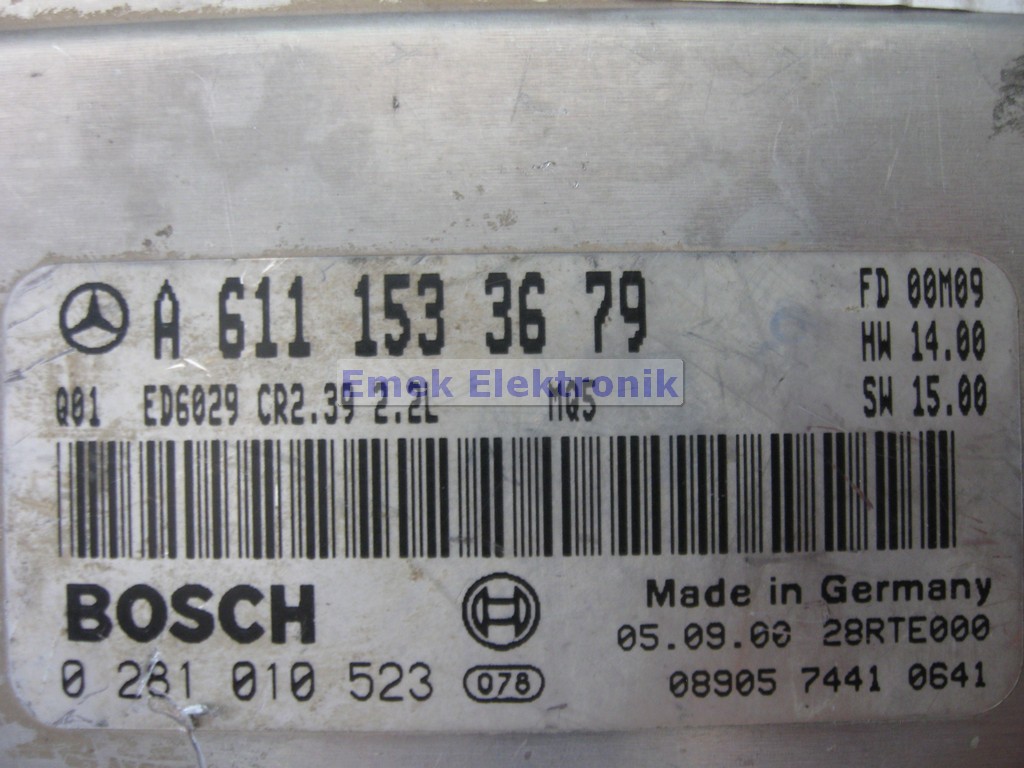 A 611 153 36 79
FD 00M09
HW 14.00
Emak Elektronik
Q01 ED6029 CR2.39 2.2L MQ5
SW 15.00
BOSCH
Made in Germany
05.09.00 28RTE000
0 281 010 523 078
08905 7441 0641